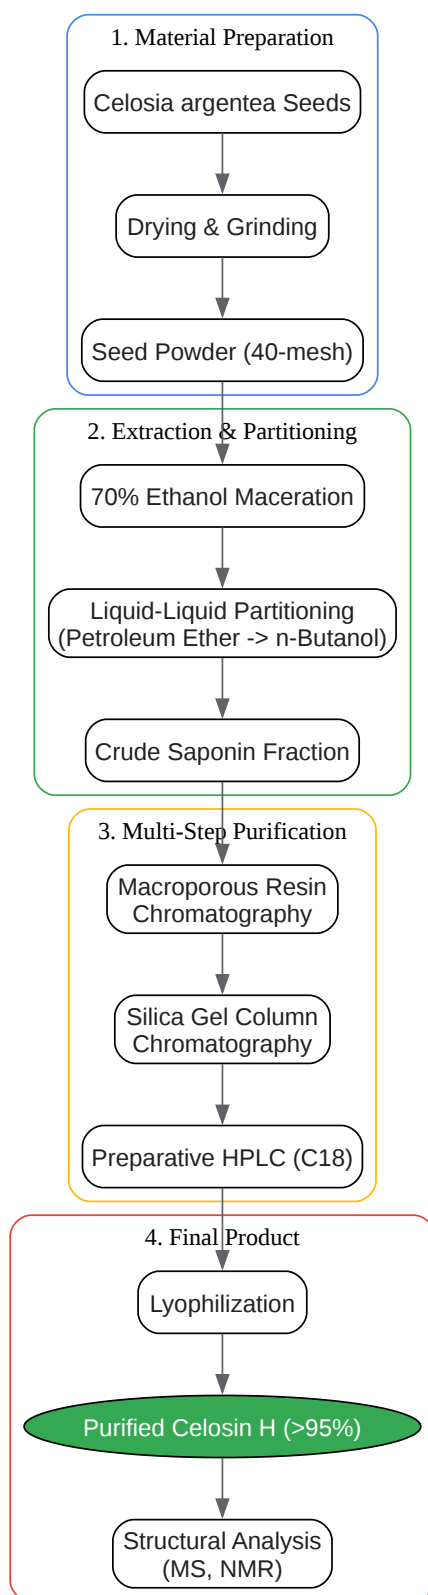 1. Material Preparation
Celosia argentea Seeds
Drying & Grinding
Seed Powder (40-mesh)
2. Extraction & Partitioning
70% Ethanol Maceration
Liquid-Liquid Partitioning
(Petroleum Ether -> n-Butanol)
Crude Saponin Fraction
3. Multi-Step Purification
Macroporous Resin
Chromatography
Silica Gel Column
Chromatography
Preparative HPLC (C18)
4. Final Product
Lyophilization
Purified Celosin H (>95%)
Structural Analysis
(MS, NMR)